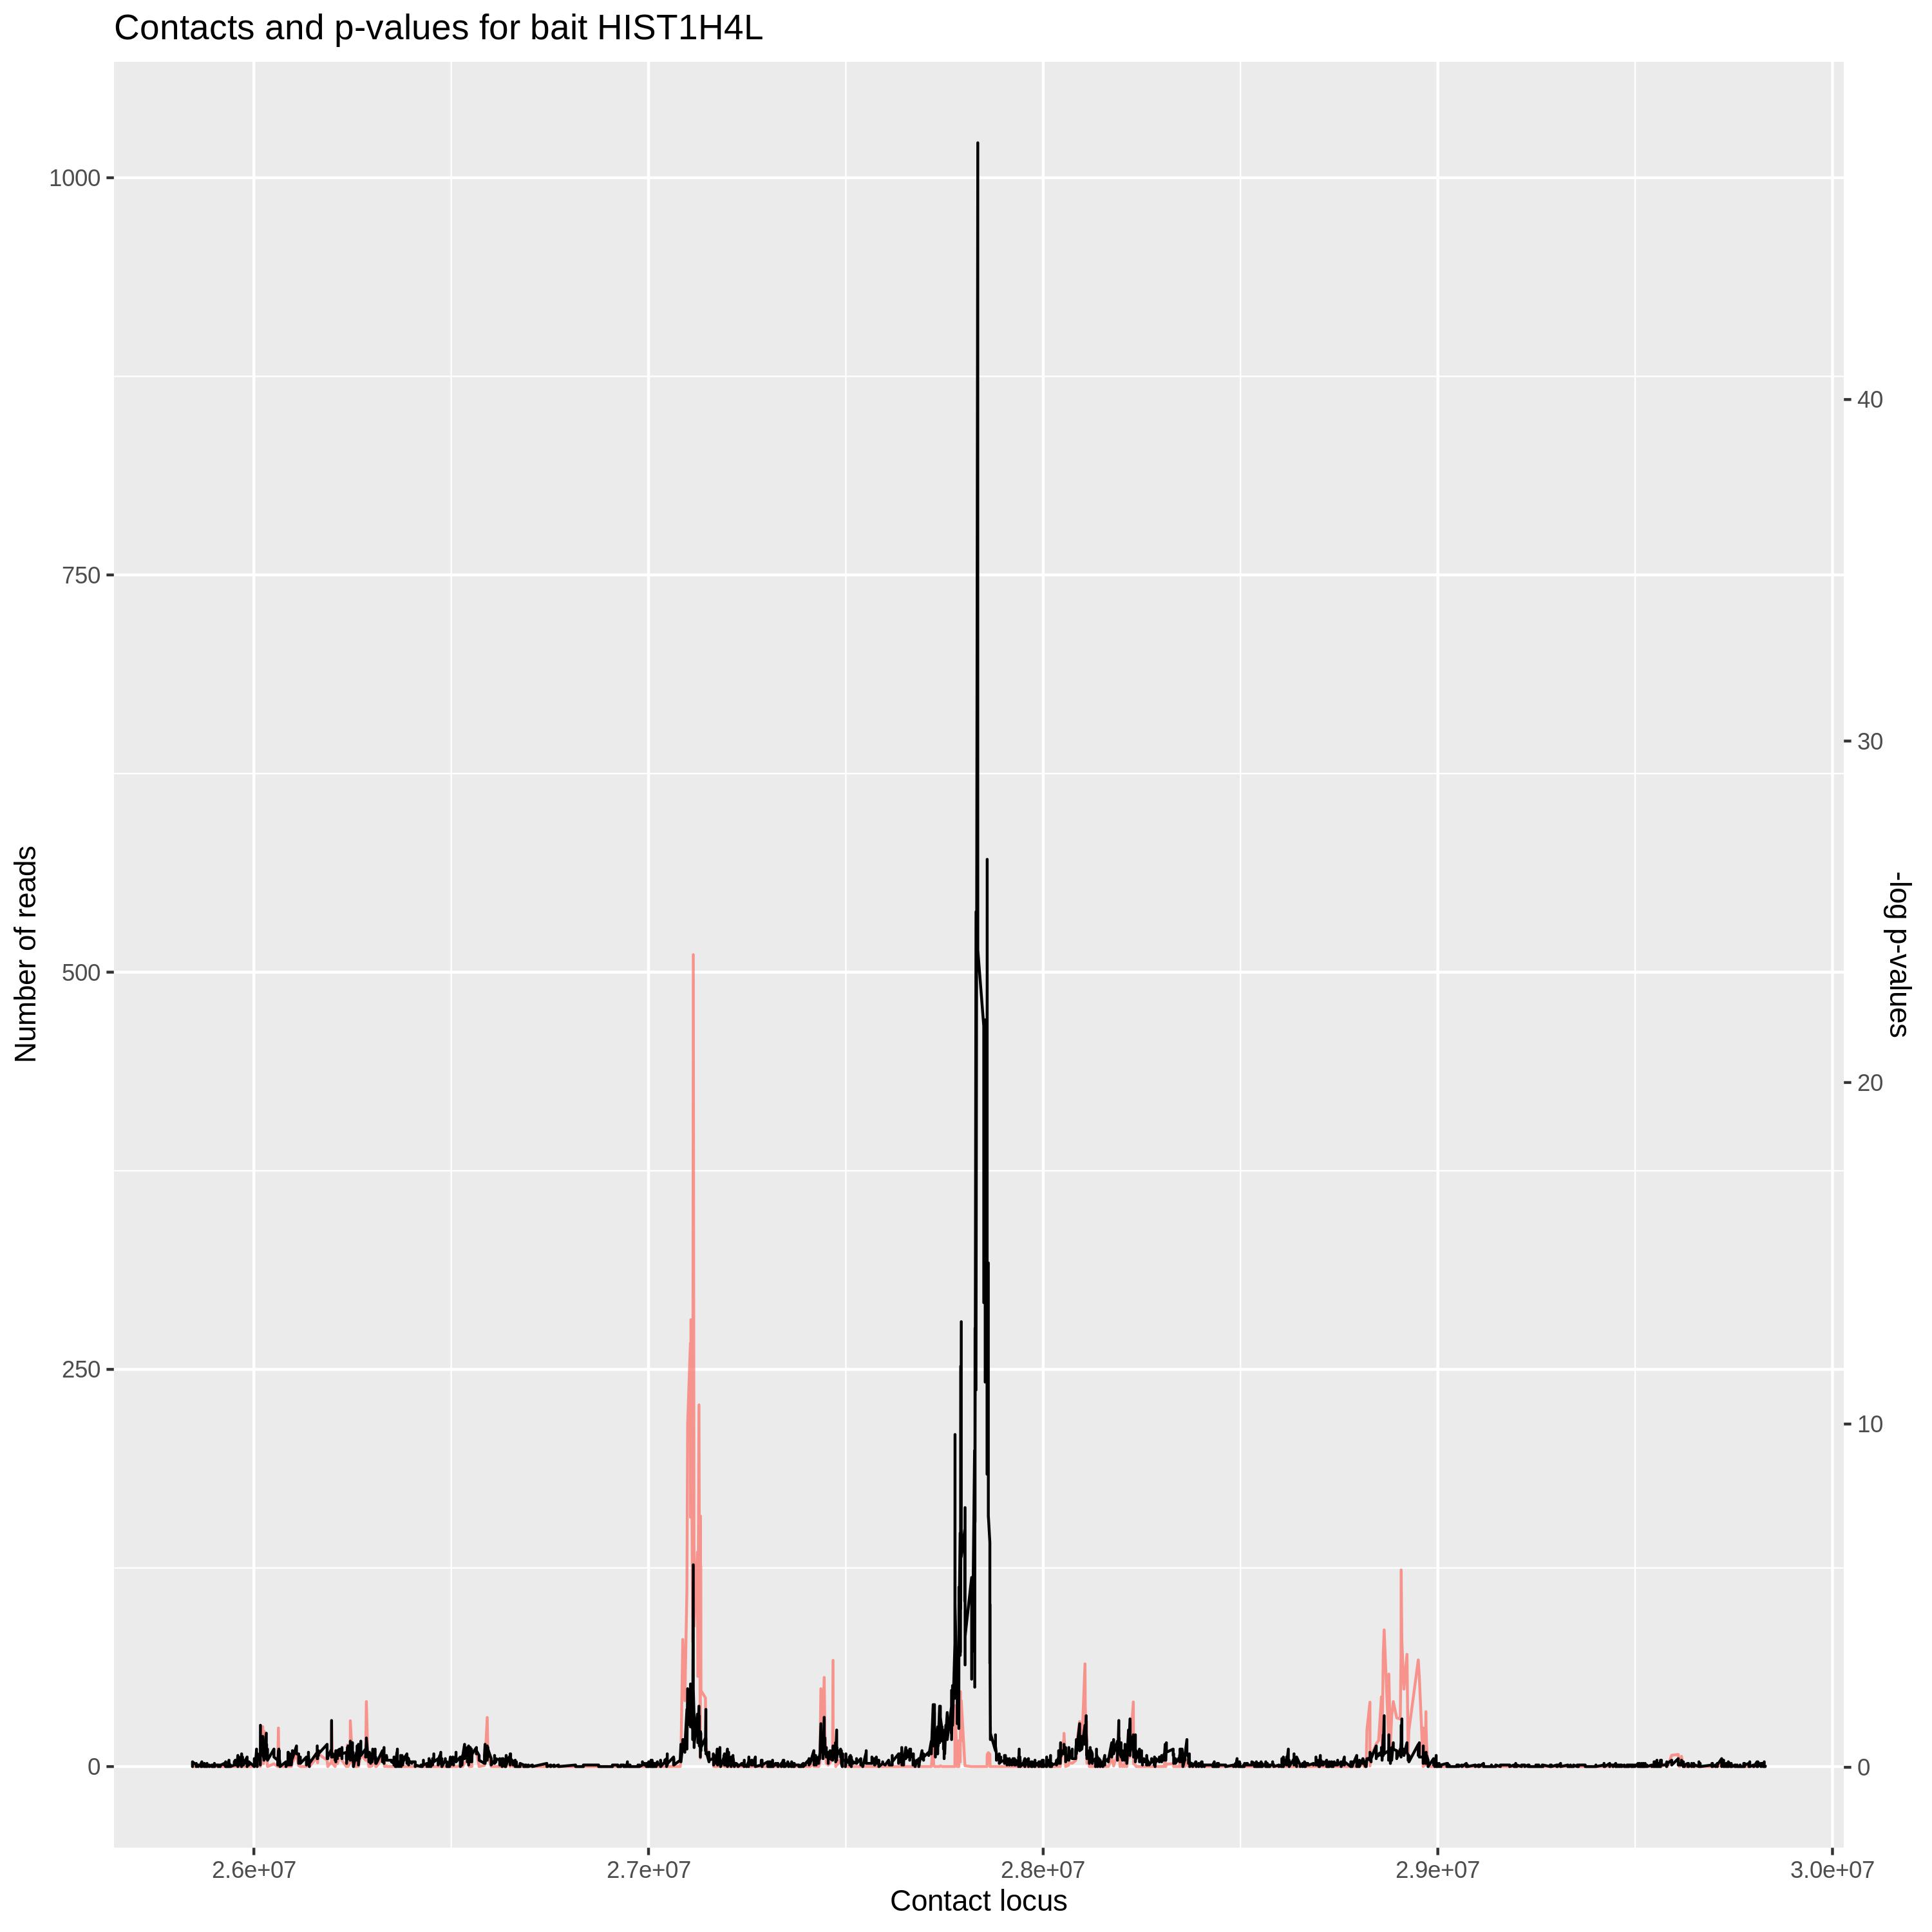 Contacts and p-values for bait HIST1H4L
1000
750
500
250
0
Number of reads
40
30
20
10
0
-log p-values
2.6e+07
2.7e+07
2.8e+07
2.9e+07
3.0e+07
Contact locus